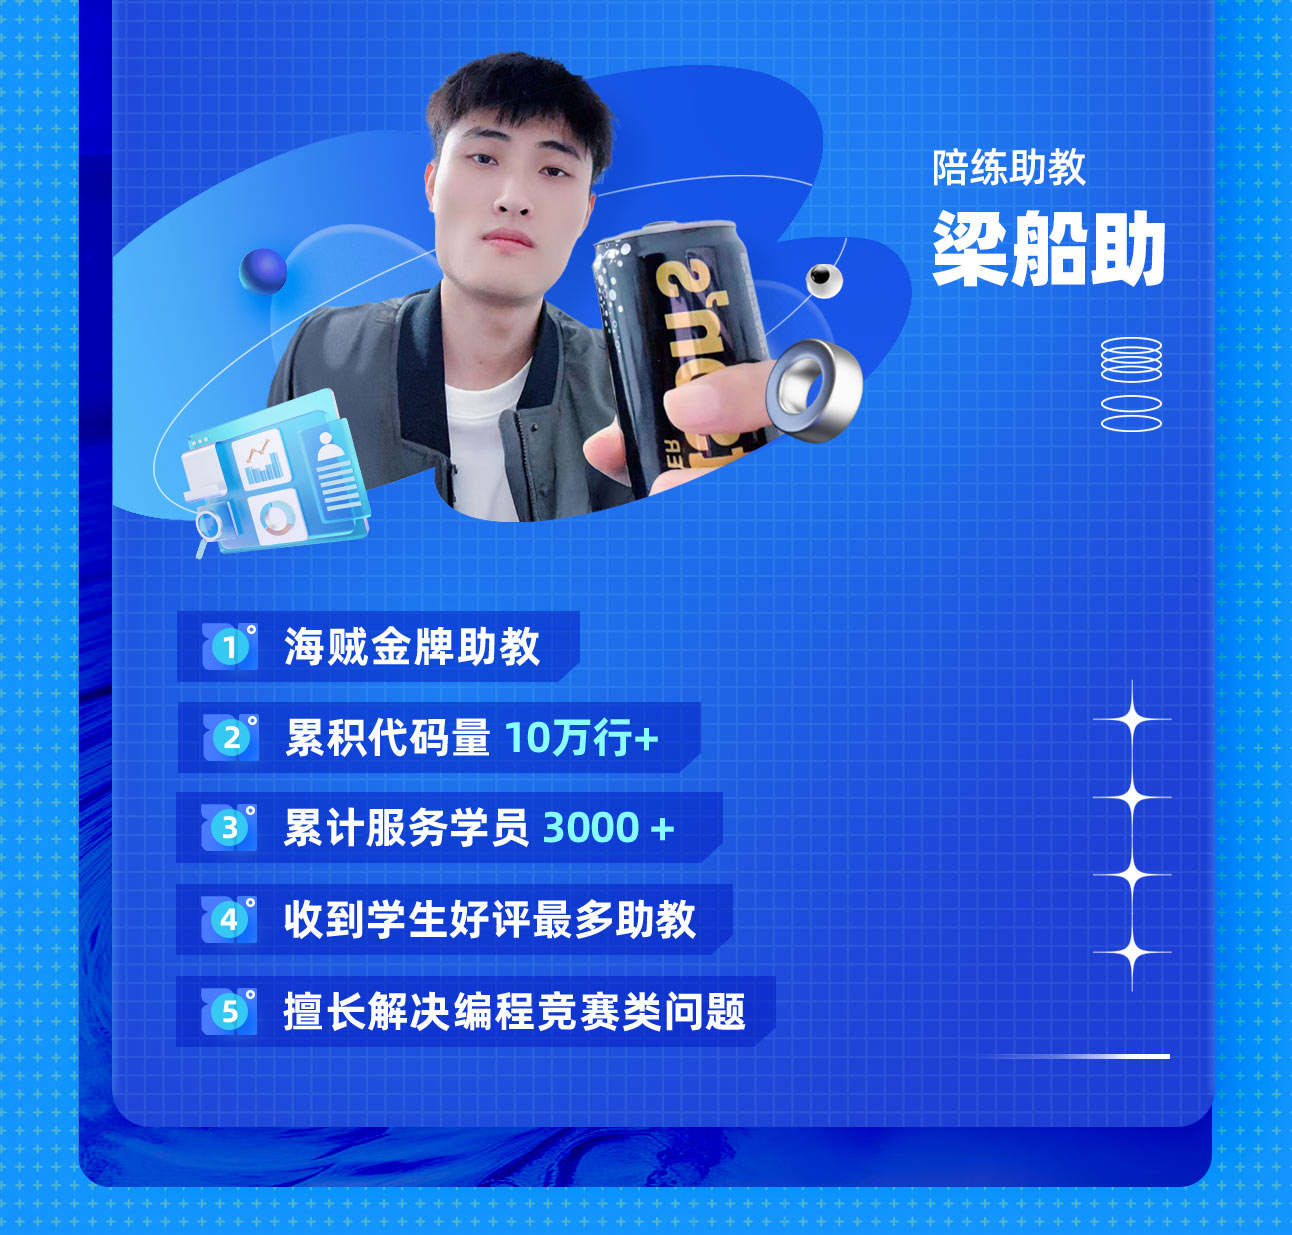 陪练助教
梁船助
1 海贼金牌助教
2 累积代码量 10万行+
3 累计服务学员 3000 +
4 收到学生好评最多助教
5 擅长解决编程竞赛类问题